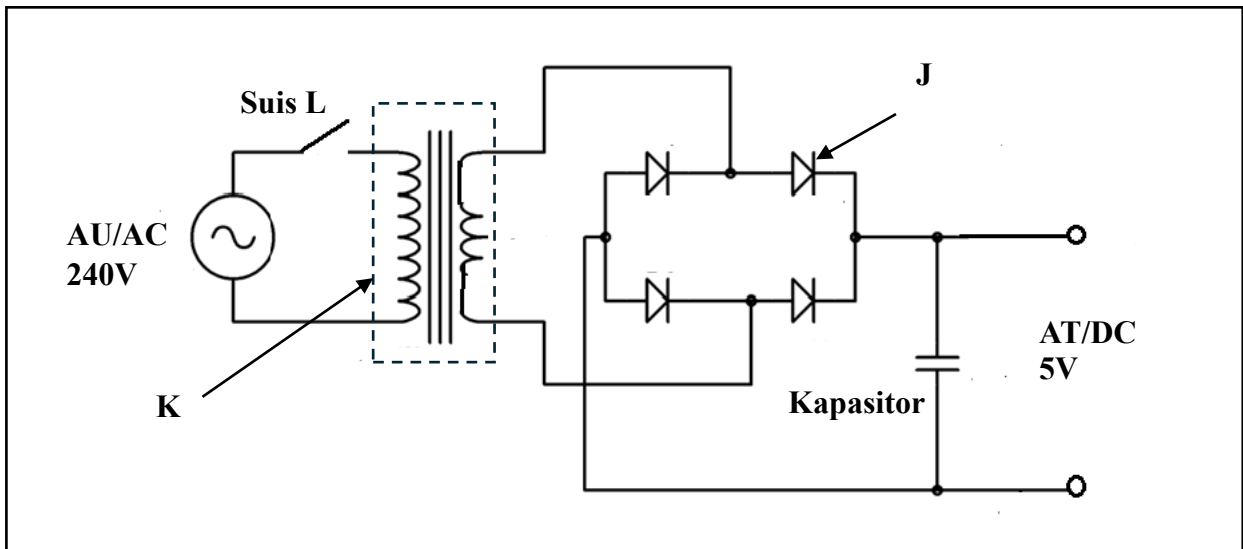 Suis L
J
AU/AC
240V
K
Kapasitor
AT/DC
5V